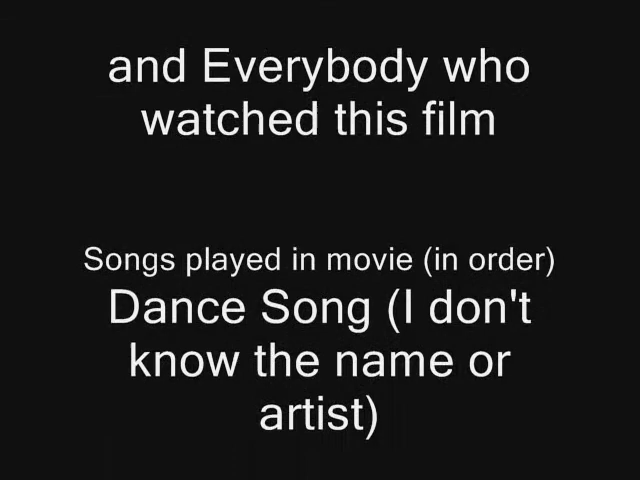 and Everybody who
watched this film
Songs played in movie (in order)
Dance Song (I don't
know the name or
artist)